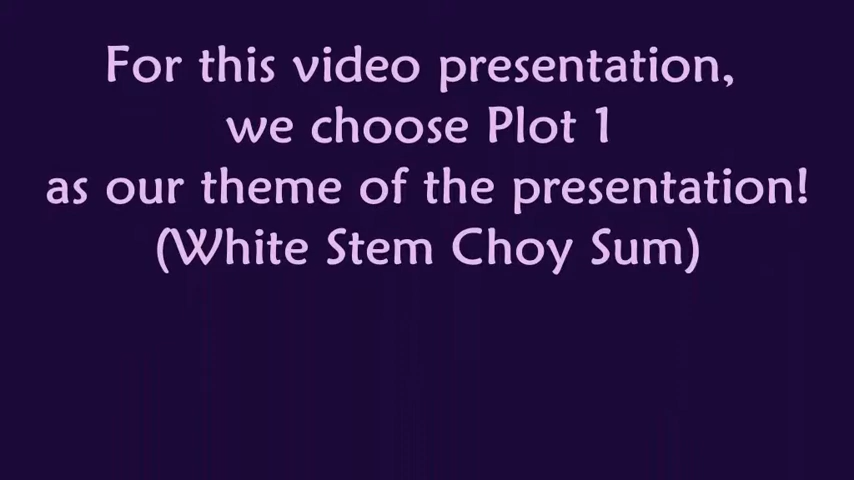 For this video presentation,
we choose Plot 1
as our theme of the presentation!
(White Stem Choy Sum)